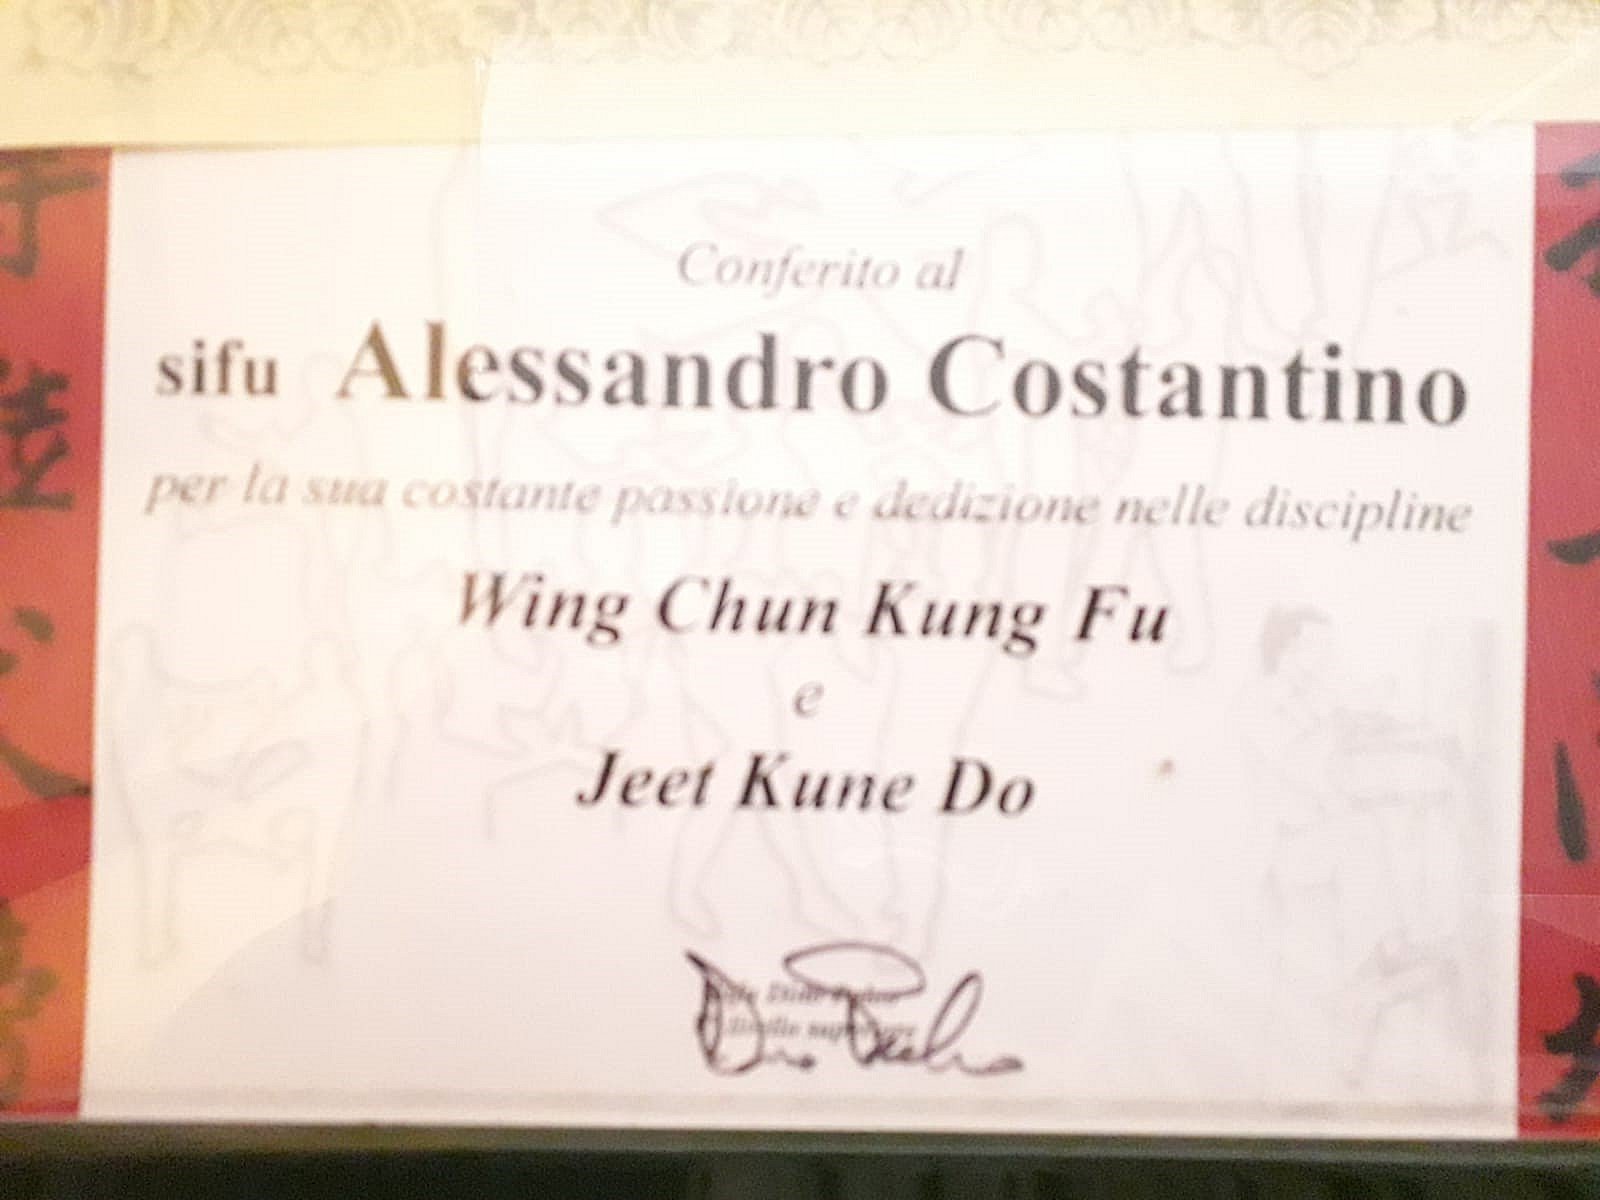 Conferito al
sifu Alessandro Costantino
per la sua costante passione e dedizione nelle discipline
Wing Chun Kung Fu
e
Jeet Kune Do